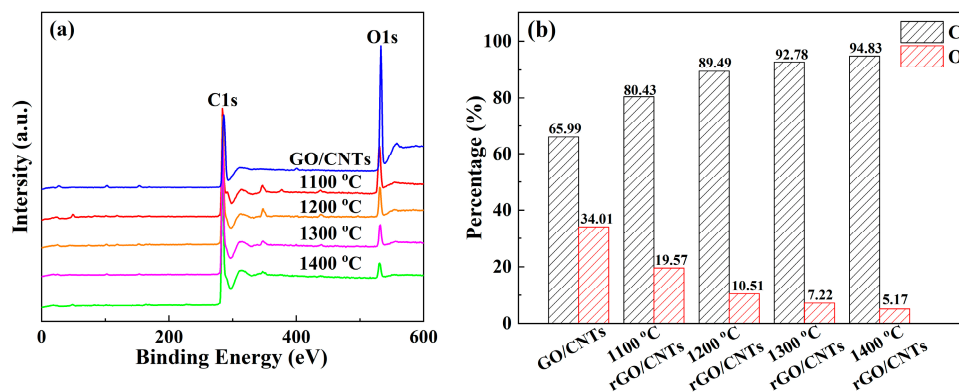 (a)
O1s
C1s
GO/CNTs
1100 °C
1200 °C
1300 °C
1400 °C
Intersity (a.u.)
0
200
300
400
600
Binding Energy (eV)
(b)
C
O
100
80
60
40
20
0
Percentage (%)
65.99
34.01
80.43
19.57
89.49
10.51
92.78
7.22
94.83
5.17
GO/CNTs
1100 °C
rGO/CNTs
1200 °C
rGO/CNTs
1300 °C
rGO/CNTs
1400 °C
rGO/CNTs